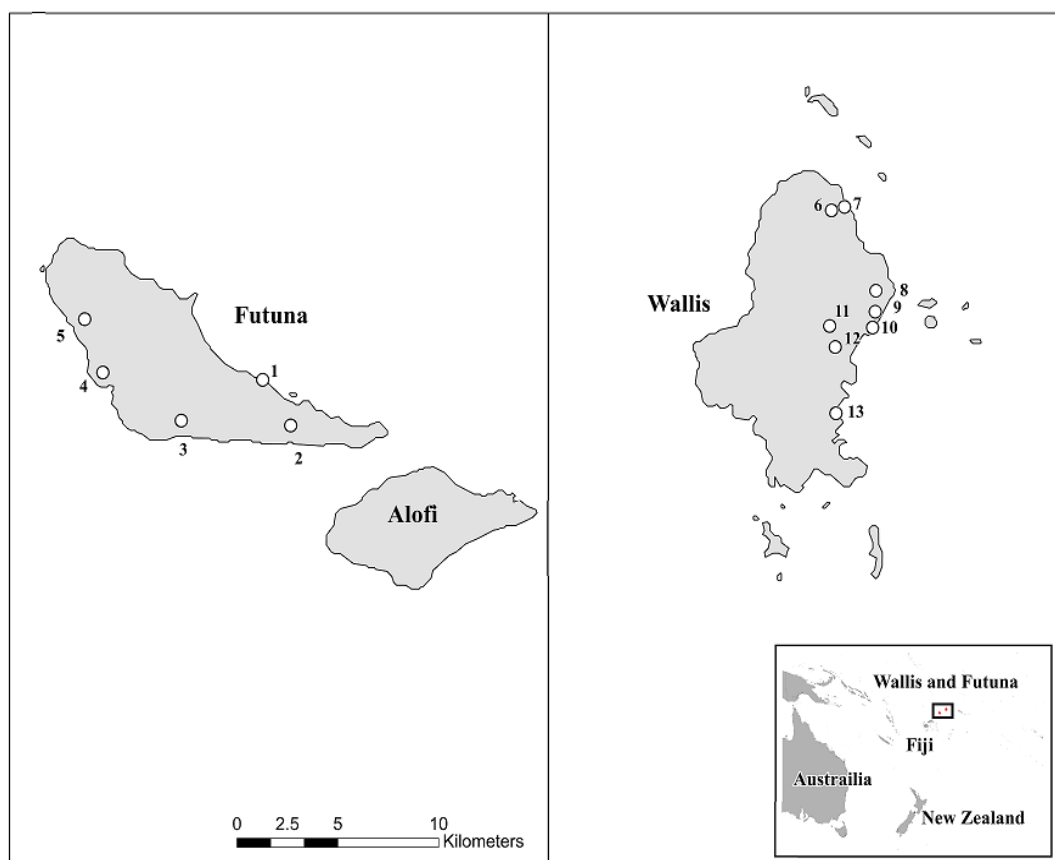 Futuna
1
2
3
4
5
Alofi
0 2.5 5 10
Kilometers
Wallis
6
7
8
9
10
11
12
13
Wallis and Futuna
Fiji
Austrailia
New Zealand